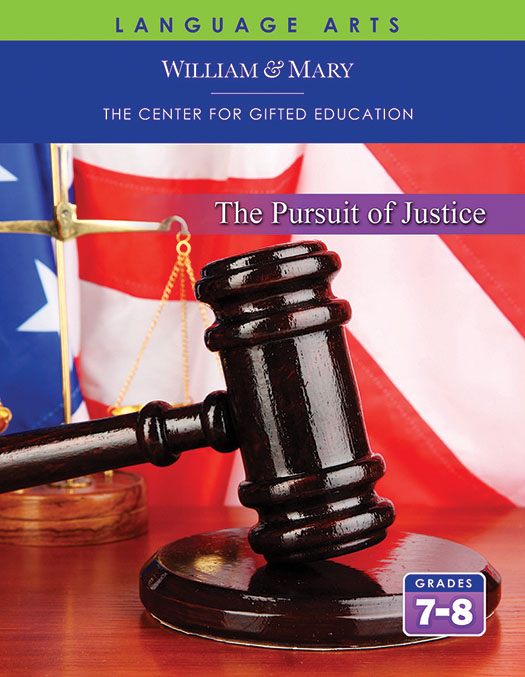 LANGUAGE ARTS
WILLIAM & MARY
THE CENTER FOR GIFTED EDUCATION
The Pursuit of Justice
GRADES
7-8